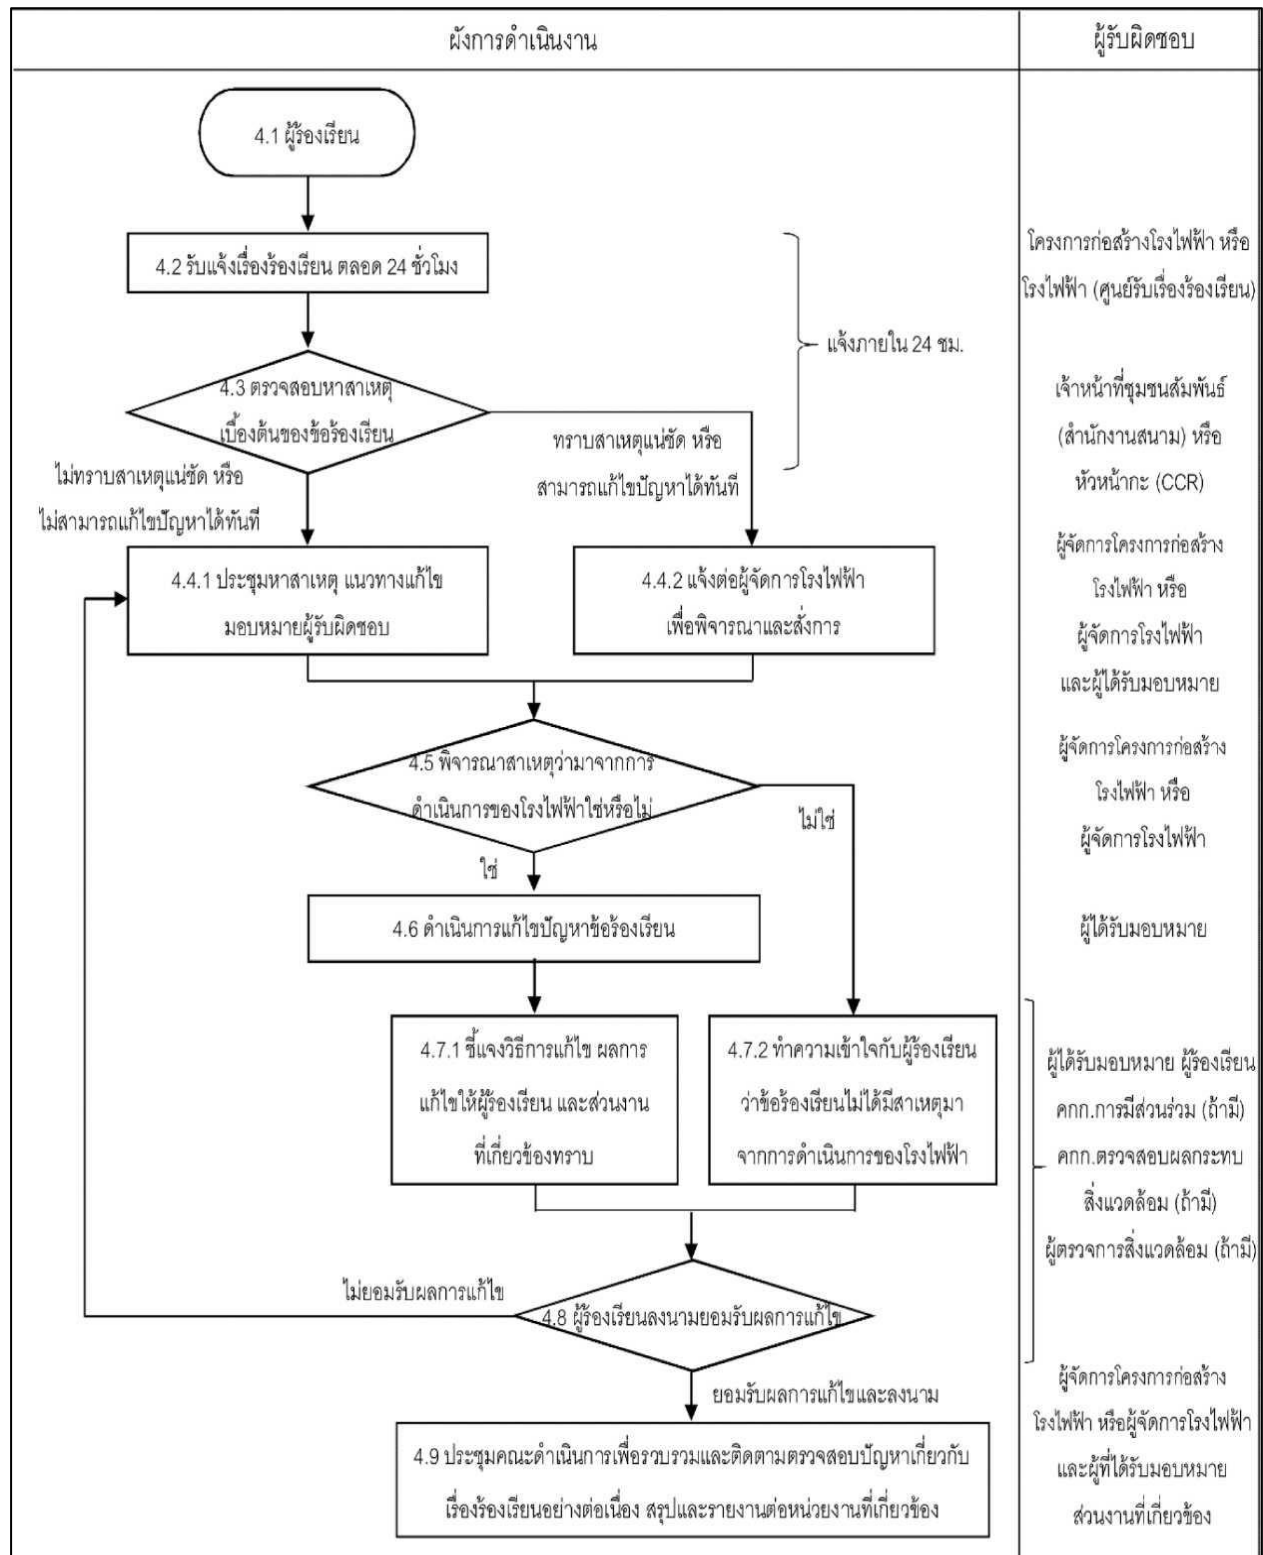 ผังการดำเนินงาน
ผู้รับผิดชอบ
4.1 ผู้ร้องเรียน
4.2 รับแจ้งเรื่องร้องเรียน ตลอด 24 ชั่วโมง
โครงการก่อสร้างโรงไฟฟ้า หรือ
โรงไฟฟ้า (ศูนย์รับเรื่องร้องเรียน)
แจ้งภายใน 24 ชม.
4.3 ตรวจสอบหาสาเหตุ
เบื้องต้นของข้อร้องเรียน
เจ้าหน้าที่ชุมชนสัมพันธ์
(สำนักงานสนาม) หรือ
หัวหน้ากะ (CCR)
ไม่ทราบสาเหตุแน่ชัด หรือ
ไม่สามารถแก้ไขปัญหาได้ทันที
ทราบสาเหตุแน่ชัด หรือ
สามารถแก้ไขปัญหาได้ทันที
4.4.1 ประชุมหาสาเหตุ แนวทางแก้ไข
มอบหมายผู้รับผิดชอบ
4.4.2 แจ้งต่อผู้จัดการโรงไฟฟ้า
เพื่อพิจารณาและสั่งการ
ผู้จัดการโครงการก่อสร้าง
โรงไฟฟ้า หรือ
ผู้จัดการโรงไฟฟ้า
และผู้ได้รับมอบหมาย
4.5 พิจารณาสาเหตุว่ามาจากการ
ดำเนินการของโรงไฟฟ้าใช่หรือไม่
ผู้จัดการโครงการก่อสร้าง
โรงไฟฟ้า หรือ
ผู้จัดการโรงไฟฟ้า
ไม่ใช่
ใช่
4.6 ดำเนินการแก้ไขปัญหาข้อร้องเรียน
ผู้ได้รับมอบหมาย
4.7.1 ชี้แจงวิธีการแก้ไข ผลการ
แก้ไขให้ผู้ร้องเรียน และส่วนงาน
ที่เกี่ยวข้องทราบ
4.7.2 ทำความเข้าใจกับผู้ร้องเรียน
ว่าข้อร้องเรียนไม่ได้มีสาเหตุมา
จากการดำเนินการของโรงไฟฟ้า
ผู้ได้รับมอบหมาย ผู้ร้องเรียน
คกก.การมีส่วนร่วม (ถ้ามี)
คกก.ตรวจสอบผลกระทบ
สิ่งแวดล้อม (ถ้ามี)
ผู้ตรวจการสิ่งแวดล้อม (ถ้ามี)
ไม่ยอมรับผลการแก้ไข
4.8 ผู้ร้องเรียนลงนามยอมรับผลการแก้ไข
ยอมรับผลการแก้ไขและลงนาม
4.9 ประชุมคณะดำเนินการเพื่อรวบรวมและติดตามตรวจสอบปัญหาเกี่ยวกับ
เรื่องร้องเรียนอย่างต่อเนื่อง สรุปและรายงานต่อหน่วยงานที่เกี่ยวข้อง
ผู้จัดการโครงการก่อสร้าง
โรงไฟฟ้า หรือผู้จัดการโรงไฟฟ้า
และผู้ที่ได้รับมอบหมาย
ส่วนงานที่เกี่ยวข้อง